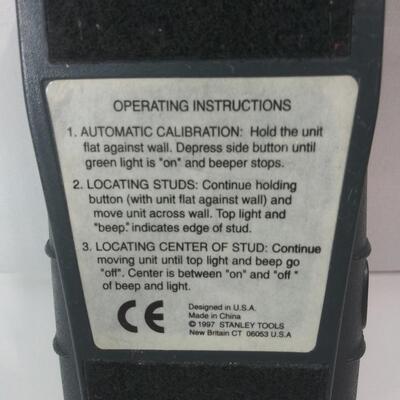 OPERATING INSTRUCTIONS
1. AUTOMATIC CALIBRATION: Hold the unit
flat against wall. Depress side button until
green light is "on" and beeper stops.
2. LOCATING STUDS: Continue holding
button (with unit flat against wall) and
move unit across wall. Top light and
"beep." indicates edge of stud.
3. LOCATING CENTER OF STUD: Continue
moving unit until top light and beep go
"off". Center is between "on" and "off"
of beep and light.
CE
Designed in U.S.A.
Made in China
© 1997 STANLEY TOOLS
New Britain CT 06053 U.S.A